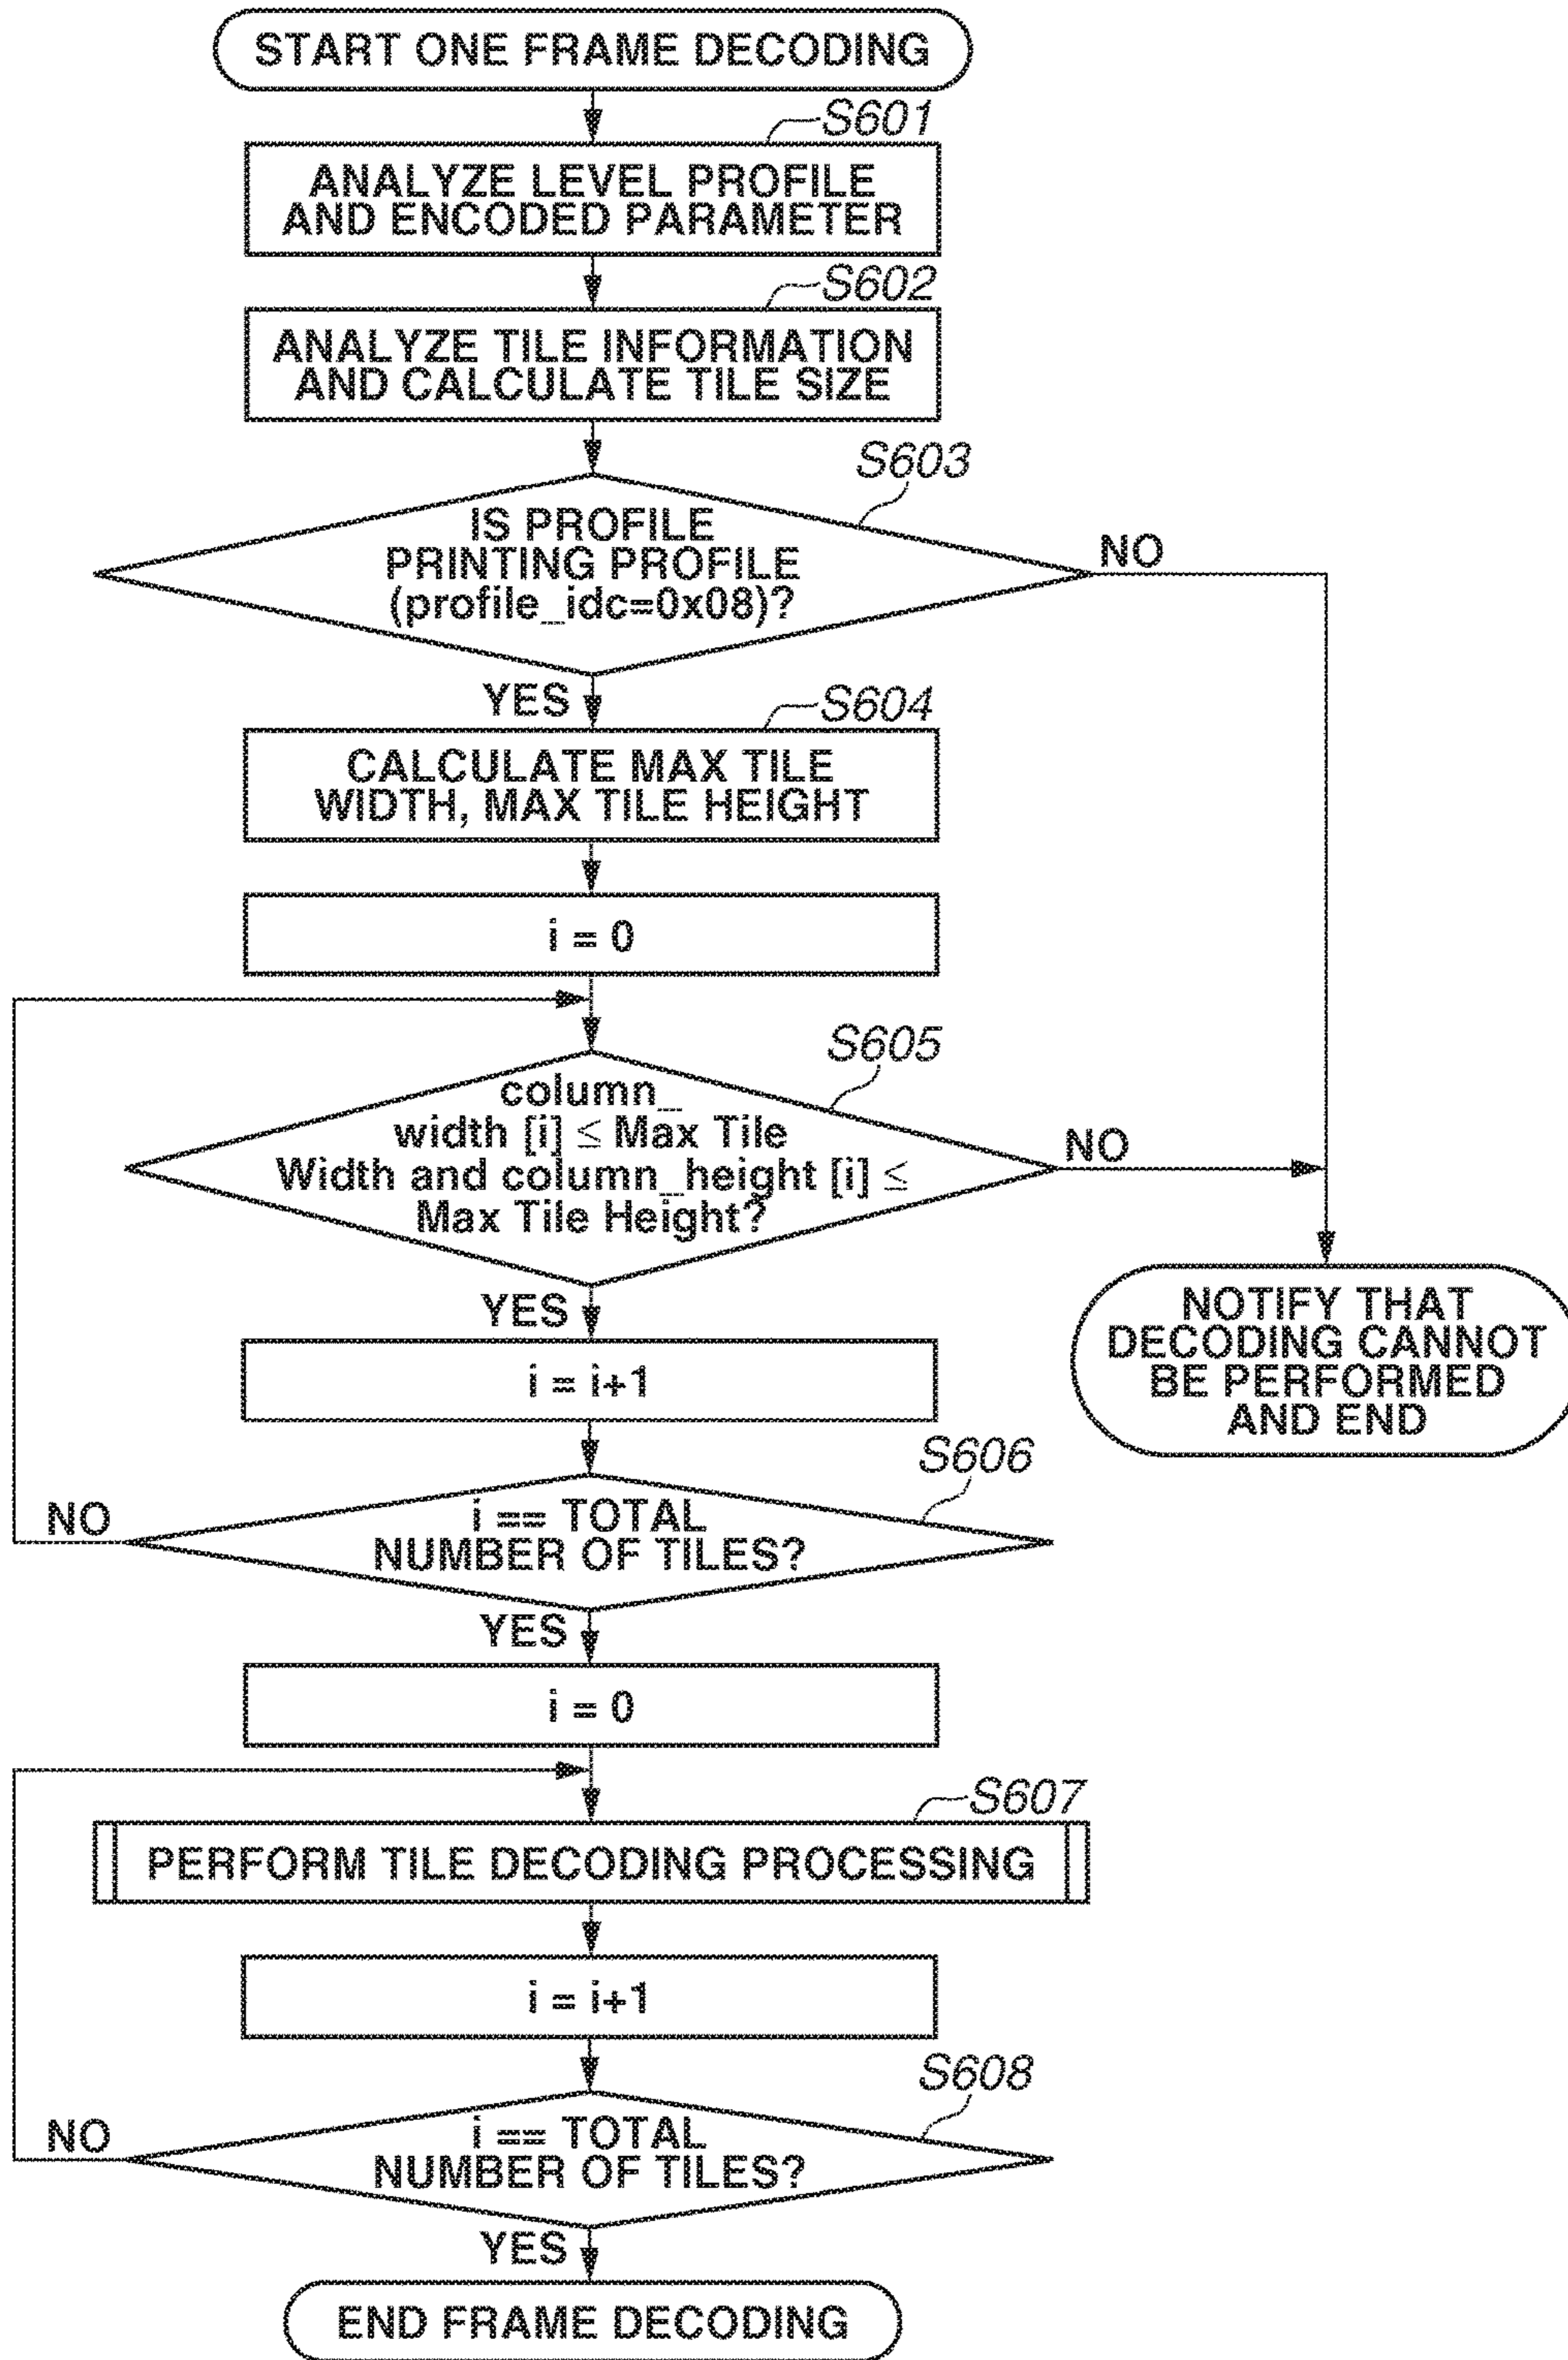 START ONE FRAME DECODING
S601
ANALYZE LEVEL PROFILE
AND ENCODED PARAMETER
S602
ANALYZE TILE INFORMATION
AND CALCULATE TILE SIZE
S603
IS PROFILE
PRINTING PROFILE
(profile_idc=0x08)?
NO
YES
S604
CALCULATE MAX TILE
WIDTH, MAX TILE HEIGHT
i = 0
S605
column_
width [i] ≤ Max Tile
Width and column_height [i] ≤
Max Tile Height?
NO
YES
NOTIFY THAT
DECODING CANNOT
BE PERFORMED
AND END
i = i+1
S606
i == TOTAL
NUMBER OF TILES?
NO
YES
i = 0
S607
PERFORM TILE DECODING PROCESSING
i = i+1
S608
i == TOTAL
NUMBER OF TILES?
NO
YES
END FRAME DECODING